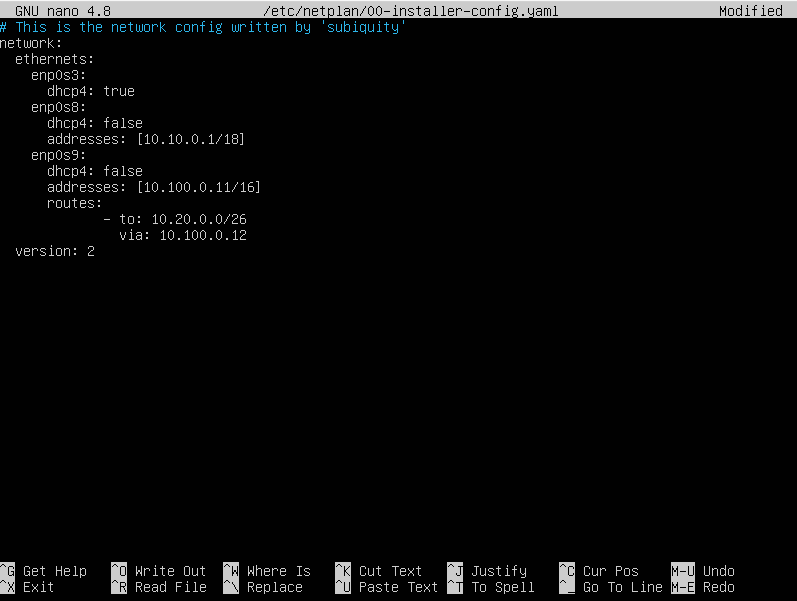 GNU nano 4.8 /etc/netplan/00-installer-config.yaml Modified
# This is the network config written by 'subiquity'
network:
  ethernets:
    enp0s3:
      dhcp4: true
    enp0s8:
      dhcp4: false
      addresses: [10.10.0.1/18]
    enp0s9:
      dhcp4: false
      addresses: [10.100.0.11/16]
      routes:
             - to: 10.20.0.0/26
               via: 10.100.0.12
  version: 2
^G Get Help ^O Write Out ^W Where Is ^K Cut Text ^J Justify ^C Cur Pos M-U Undo
^X Exit ^R Read File ^\ Replace ^U Paste Text ^T To Spell ^_ Go To Line M-E Redo